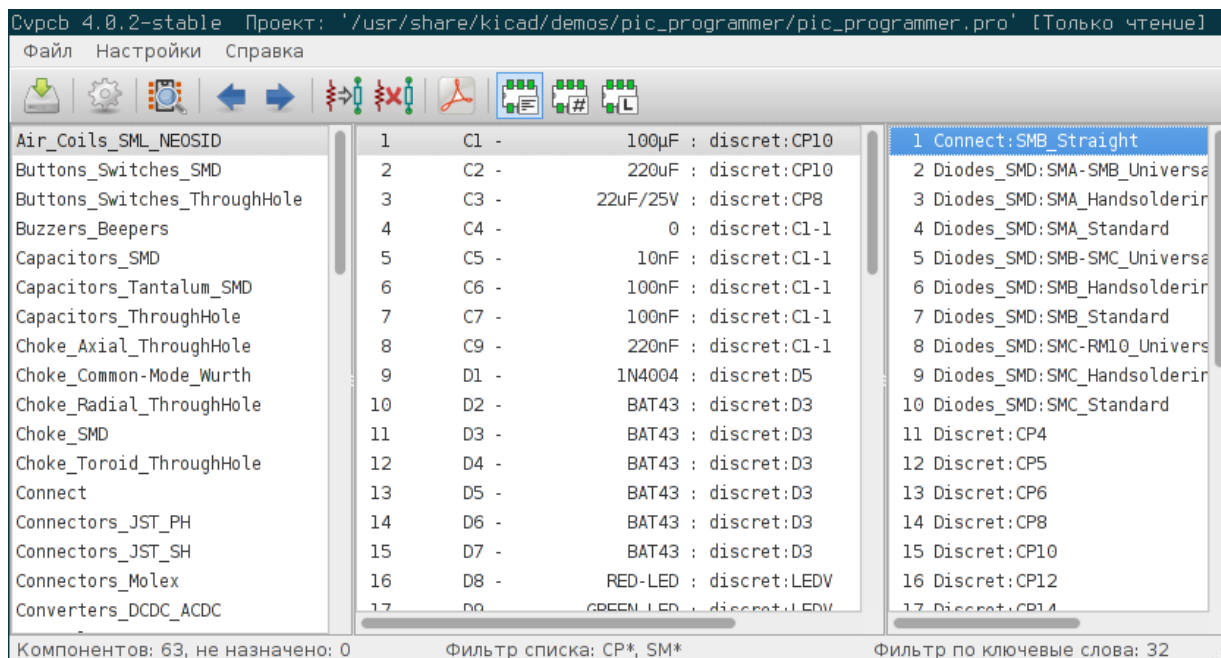 Cvpcb 4.0.2-stable Проект: '/usr/share/kicad/demos/pic_programmer/pic_programmer.pro' [Только чтение]
Файл Настройки Справка
Air_Coils_SML_NEOSID
Buttons_Switches_SMD
Buttons_Switches_ThroughHole
Buzzers_Beepers
Capacitors_SMD
Capacitors_Tantalum_SMD
Capacitors_ThroughHole
Choke_Axial_ThroughHole
Choke_Common-Mode_Wurth
Choke_Radial_ThroughHole
Choke_SMD
Choke_Toroid_ThroughHole
Connect
Connectors_JST_PH
Connectors_JST_SH
Connectors_Molex
Converters_DCDC_ACDC
1 C1 - 100µF : discret:CP10
2 C2 - 220uF : discret:CP10
3 C3 - 22uF/25V : discret:CP8
4 C4 - 0 : discret:C1-1
5 C5 - 10nF : discret:C1-1
6 C6 - 100nF : discret:C1-1
7 C7 - 100nF : discret:C1-1
8 C9 - 220nF : discret:C1-1
9 D1 - 1N4004 : discret:D5
10 D2 - BAT43 : discret:D3
11 D3 - BAT43 : discret:D3
12 D4 - BAT43 : discret:D3
13 D5 - BAT43 : discret:D3
14 D6 - BAT43 : discret:D3
15 D7 - BAT43 : discret:D3
16 D8 - RED-LED : discret:LEDV
17 D9 GREEN-LED : discret:LEDV
1 Connect:SMB_Straight
2 Diodes_SMD:SMA-SMB_Universa
3 Diodes_SMD:SMA_Handsolderin
4 Diodes_SMD:SMA_Standard
5 Diodes_SMD:SMB-SMC_Universa
6 Diodes_SMD:SMB_Handsolderin
7 Diodes_SMD:SMB_Standard
8 Diodes_SMD:SMC-RM10_Univers
9 Diodes_SMD:SMC_Handsolderin
10 Diodes_SMD:SMC_Standard
11 Discret:CP4
12 Discret:CP5
13 Discret:CP6
14 Discret:CP8
15 Discret:CP10
16 Discret:CP12
17 Discret:CP14
Компонентов: 63, не назначено: 0 Фильтр списка: CP*, SM* Фильтр по ключевые слова: 32